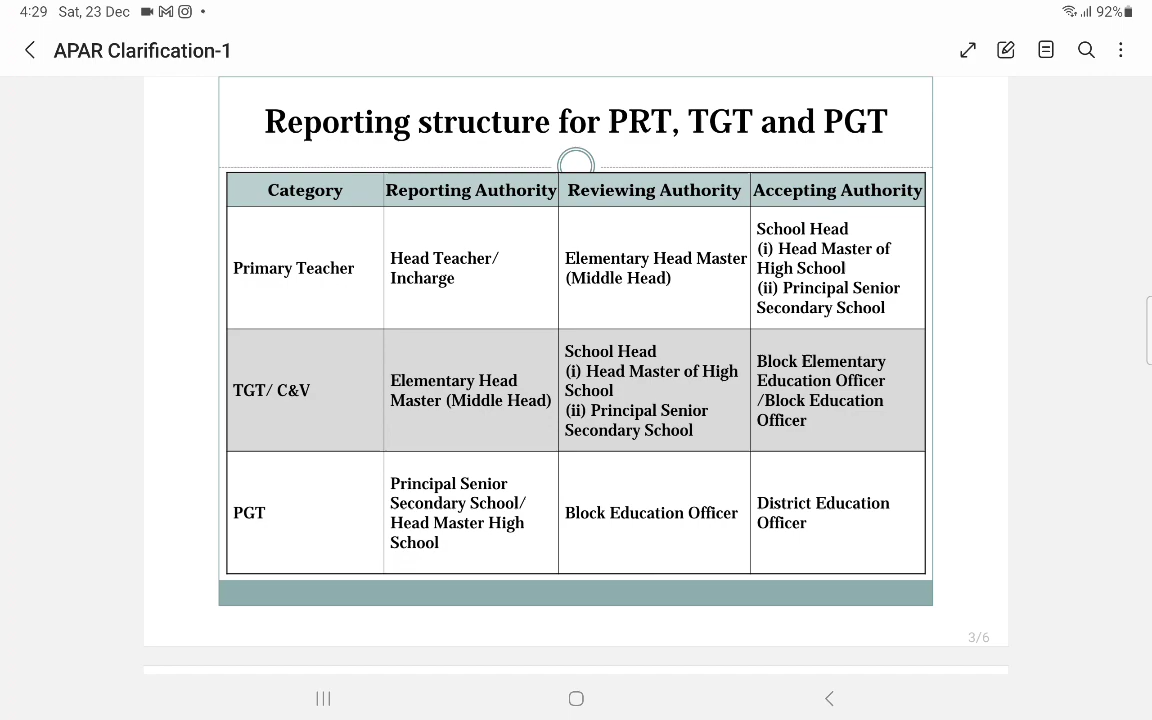 4:29 Sat, 23 Dec
92%
APAR Clarification-1
Reporting structure for PRT, TGT and PGT
Category Reporting Authority Reviewing Authority Accepting Authority
Primary Teacher
Head Teacher/
Incharge
Elementary Head Master
(Middle Head)
School Head
(i) Head Master of
High School
(ii) Principal Senior
Secondary School
TGT/ C&V
Elementary Head
Master (Middle Head)
School Head
(i) Head Master of High
School
(ii) Principal Senior
Secondary School
Block Elementary
Education Officer
/Block Education
Officer
PGT
Principal Senior
Secondary School/
Head Master High
School
Block Education Officer
District Education
Officer
3/6